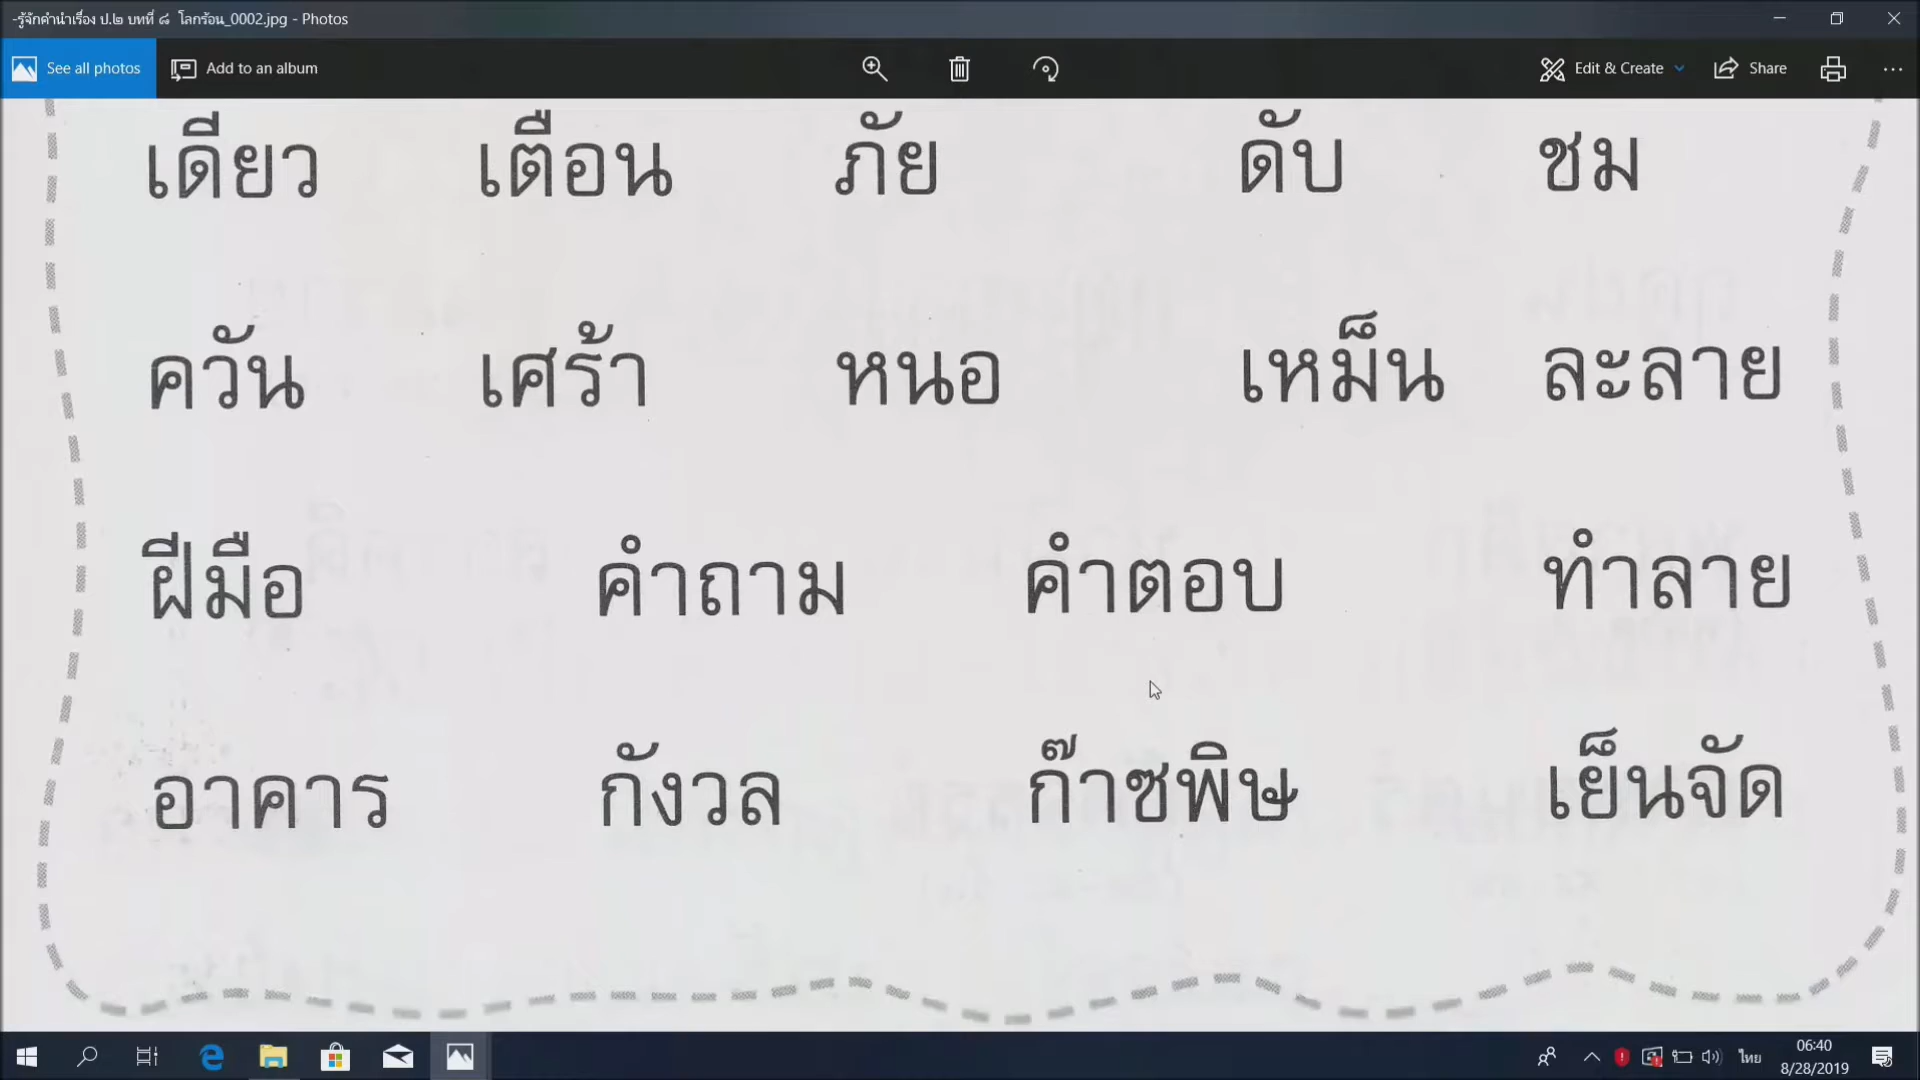 -รู้จักคำนำเรื่อง ป.๒ บทที่ ๘ โลกร้อน_0002.jpg - Photos
See all photos Add to an album Edit & Create Share
เดียว เตือน ภัย ดับ ชม
ควัน เศร้า หนอ เหม็น ละลาย
ฝีมือ คำถาม คำตอบ ทำลาย
อาคาร กังวล ก๊าซพิษ เย็นจัด
ไทย 06:40
8/28/2019